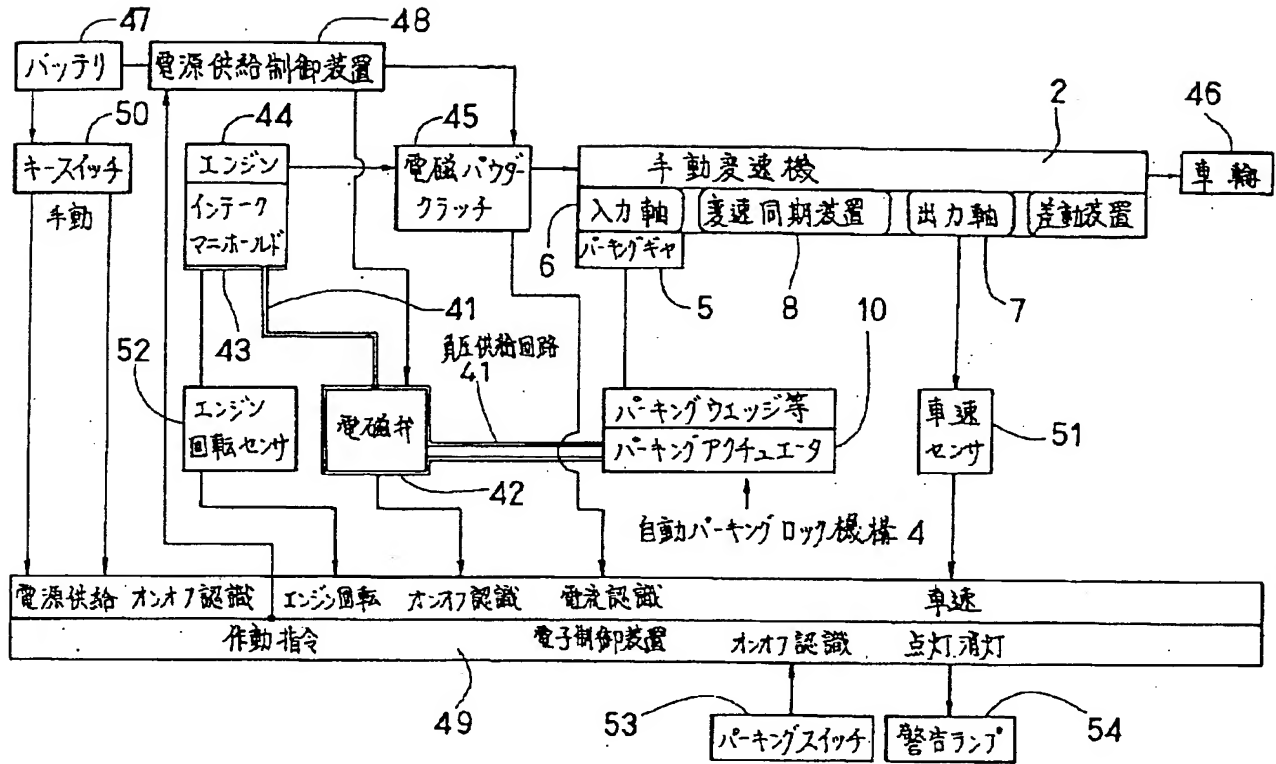 47
48
バッテリ
電源供給制御装置
2
46
50
44
45
キースイッチ
手動
エンジン
インテーク
マニホールド
電磁パウダー
クラッチ
手動変速機
車輪
入力軸
変速同期装置
出力軸
差動装置
6
パーキングギヤ
5
8
7
41
43
10
52
負圧供給回路
41
エンジン
回転センサ
電磁弁
パーキングウエッジ等
パーキングアクチュエータ
車速
センサ
51
42
自動パーキングロック機構4
電源供給
オンオフ認識
エンジン回転
オンオフ認識
電流認識
車速
作動指令
電子制御装置
オンオフ認識
点灯.消灯
49
53
54
パーキングスイッチ
警告ランプ